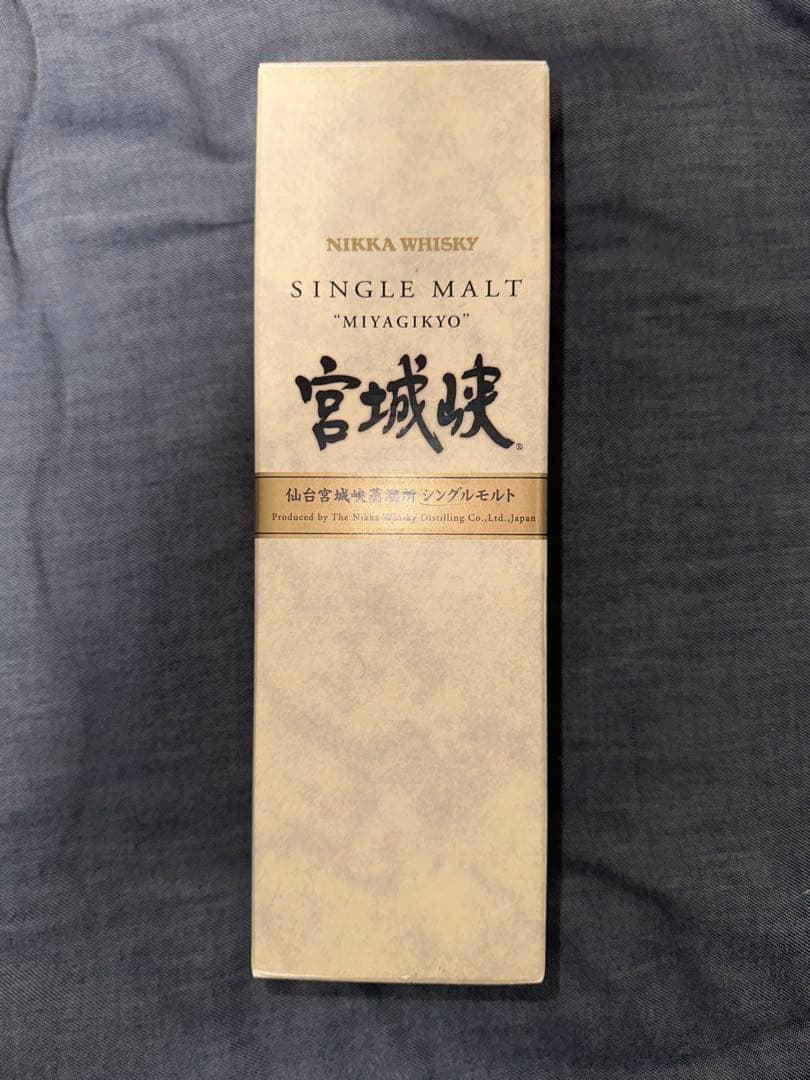 NIKKA WHISKY
SINGLE MALT
"MIYAGIKYO"
宮城峡®
仙台宮城峡蒸溜所 シングルモルト
Produced by The Nikka Whisky Distilling Co.,Ltd.,Japan